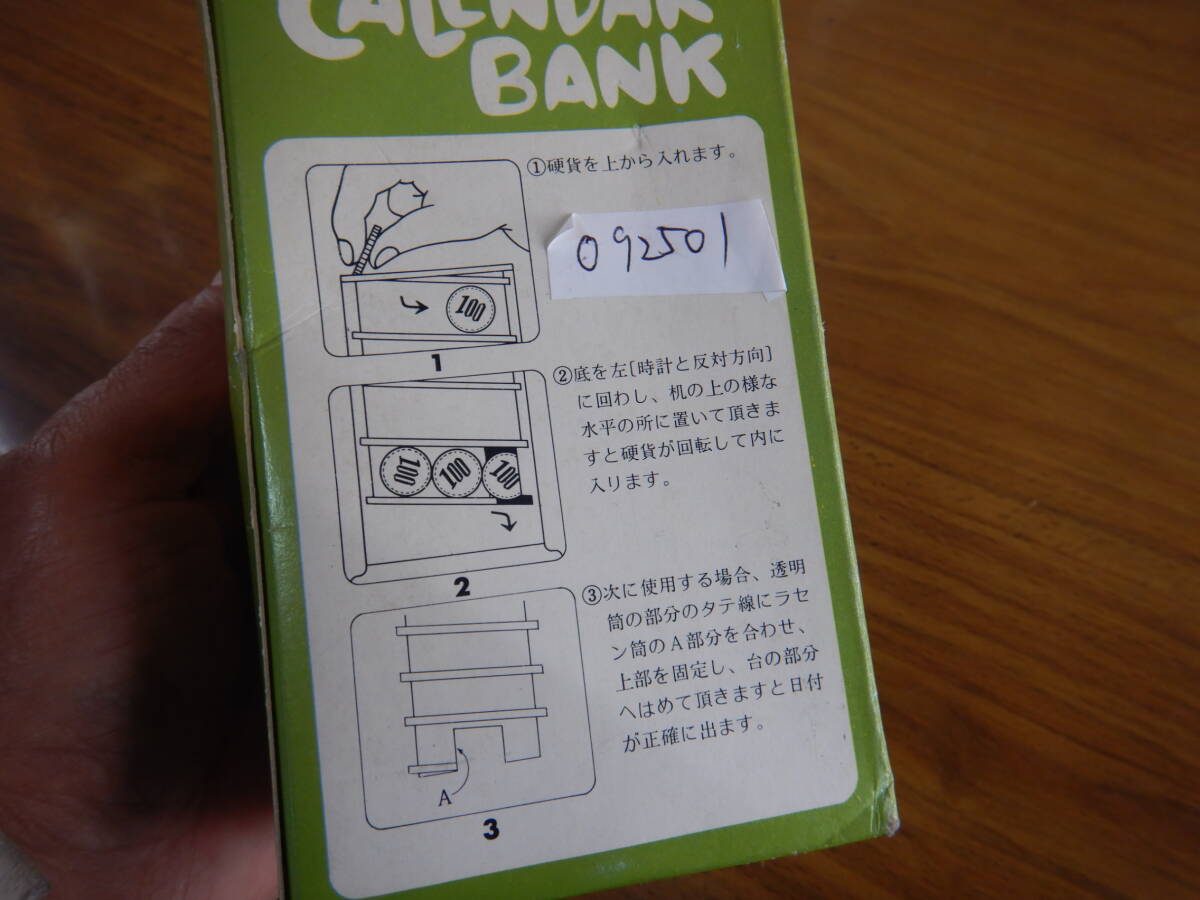 CALENDAR
BANK
①硬貨を上から入れます。
092501
100
1
②底を左[時計と反対方向]
に回わし、机の上の様な
水平の所に置いて頂きま
すと硬貨が回転して内に
入ります。
100 100 100
2
③次に使用する場合、透明
筒の部分のタテ線にラセ
ン筒のA部分を合わせ、
上部を固定し、台の部分
へはめて頂きますと日付
が正確に出ます。
A
3